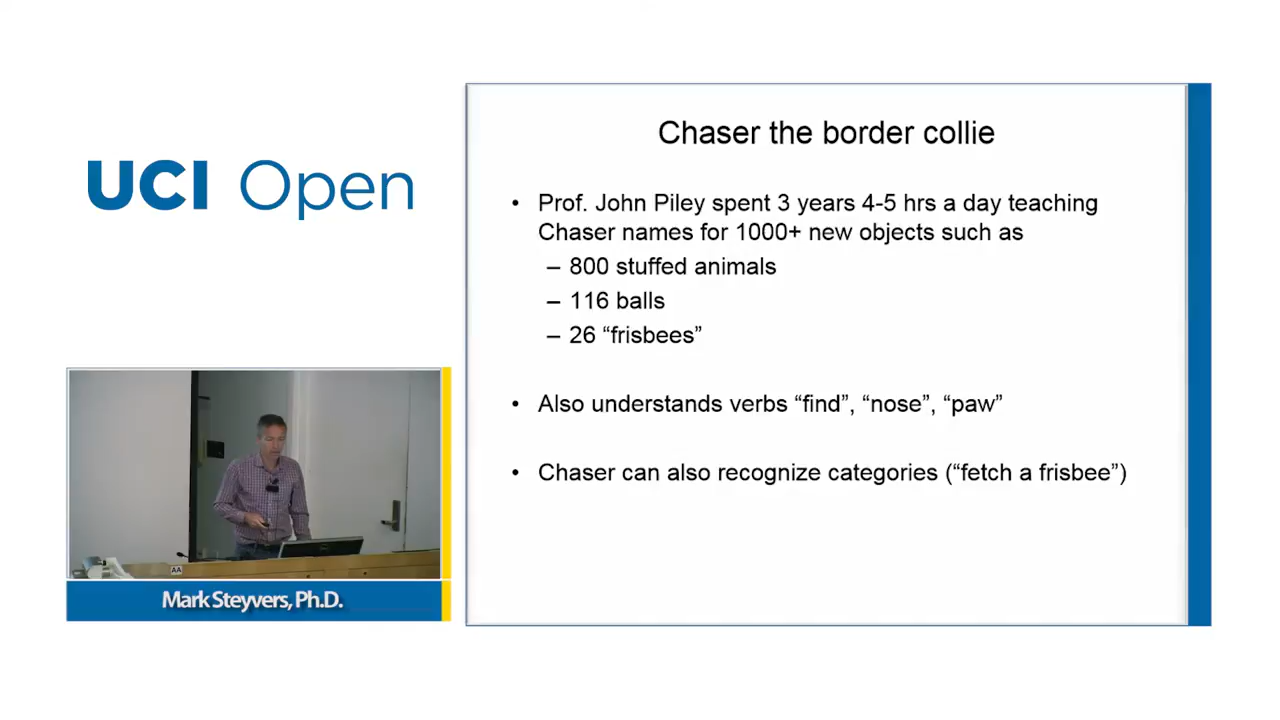 UCI Open
Chaser the border collie
• Prof. John Piley spent 3 years 4-5 hrs a day teaching
Chaser names for 1000+ new objects such as
– 800 stuffed animals
– 116 balls
– 26 “frisbees”
• Also understands verbs “find”, “nose”, “paw”
• Chaser can also recognize categories (“fetch a frisbee”)
AA
Mark Steyvers, Ph.D.